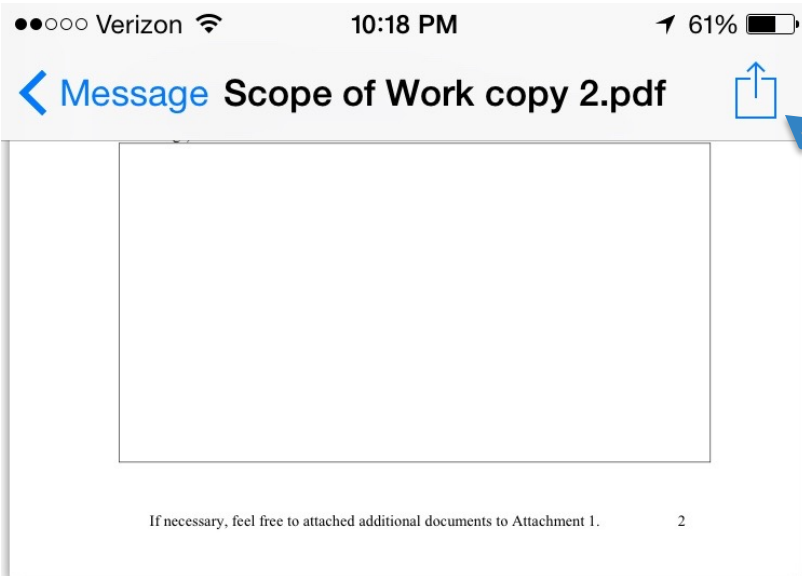 Verizon 10:18 PM 61%
Message Scope of Work copy 2.pdf
If necessary, feel free to attached additional documents to Attachment 1. 2